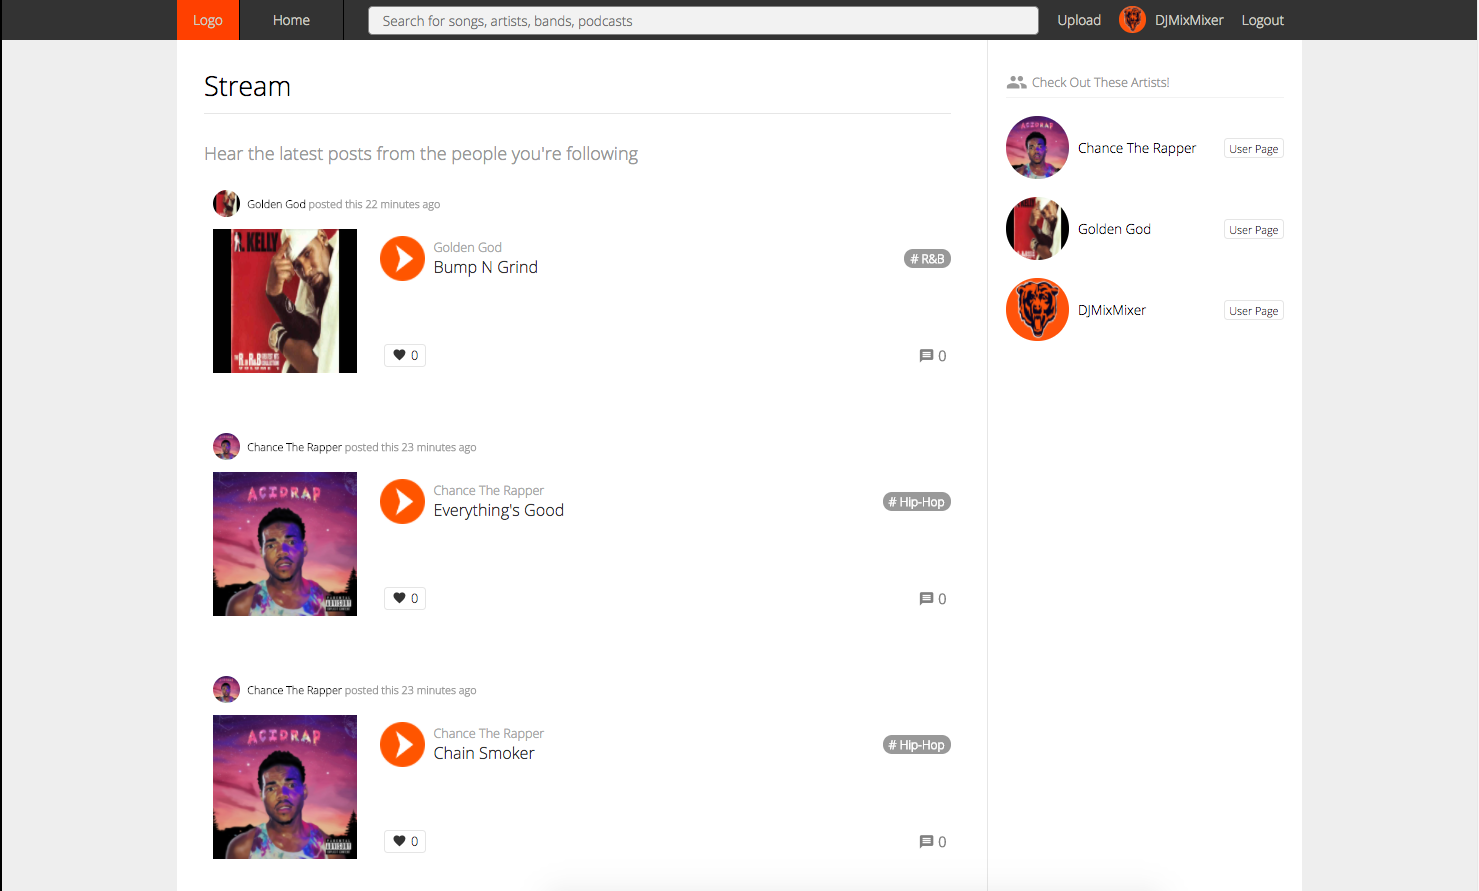 Logo Home Search for songs, artists, bands, podcasts Upload DJMixMixer Logout
Stream
Hear the latest posts from the people you're following
Golden God posted this 22 minutes ago
R. KELLY
Golden God
Bump N Grind
# R&B
0
0
Chance The Rapper posted this 23 minutes ago
ACIDRAP
Chance The Rapper
Everything's Good
# Hip-Hop
0
0
Chance The Rapper posted this 23 minutes ago
ACIDRAP
Chance The Rapper
Chain Smoker
# Hip-Hop
0
0
Check Out These Artists!
ACIDRAP
Chance The Rapper User Page
Golden God User Page
DJMixMixer User Page